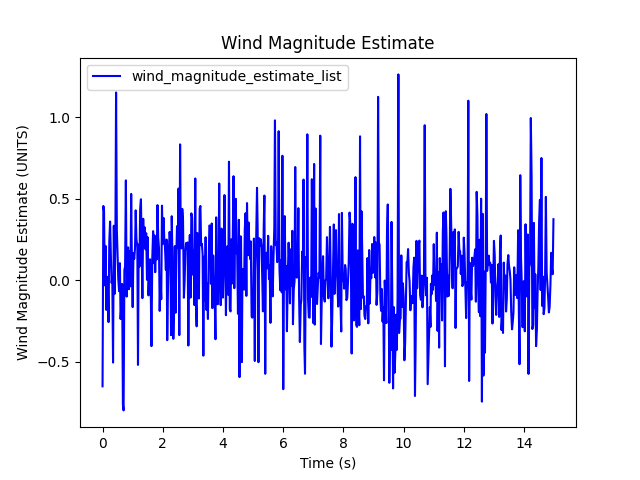 Wind Magnitude Estimate
wind_magnitude_estimate_list
Wind Magnitude Estimate (UNITS)
1.0
0.5
0.0
−0.5
0 2 4 6 8 10 12 14
Time (s)